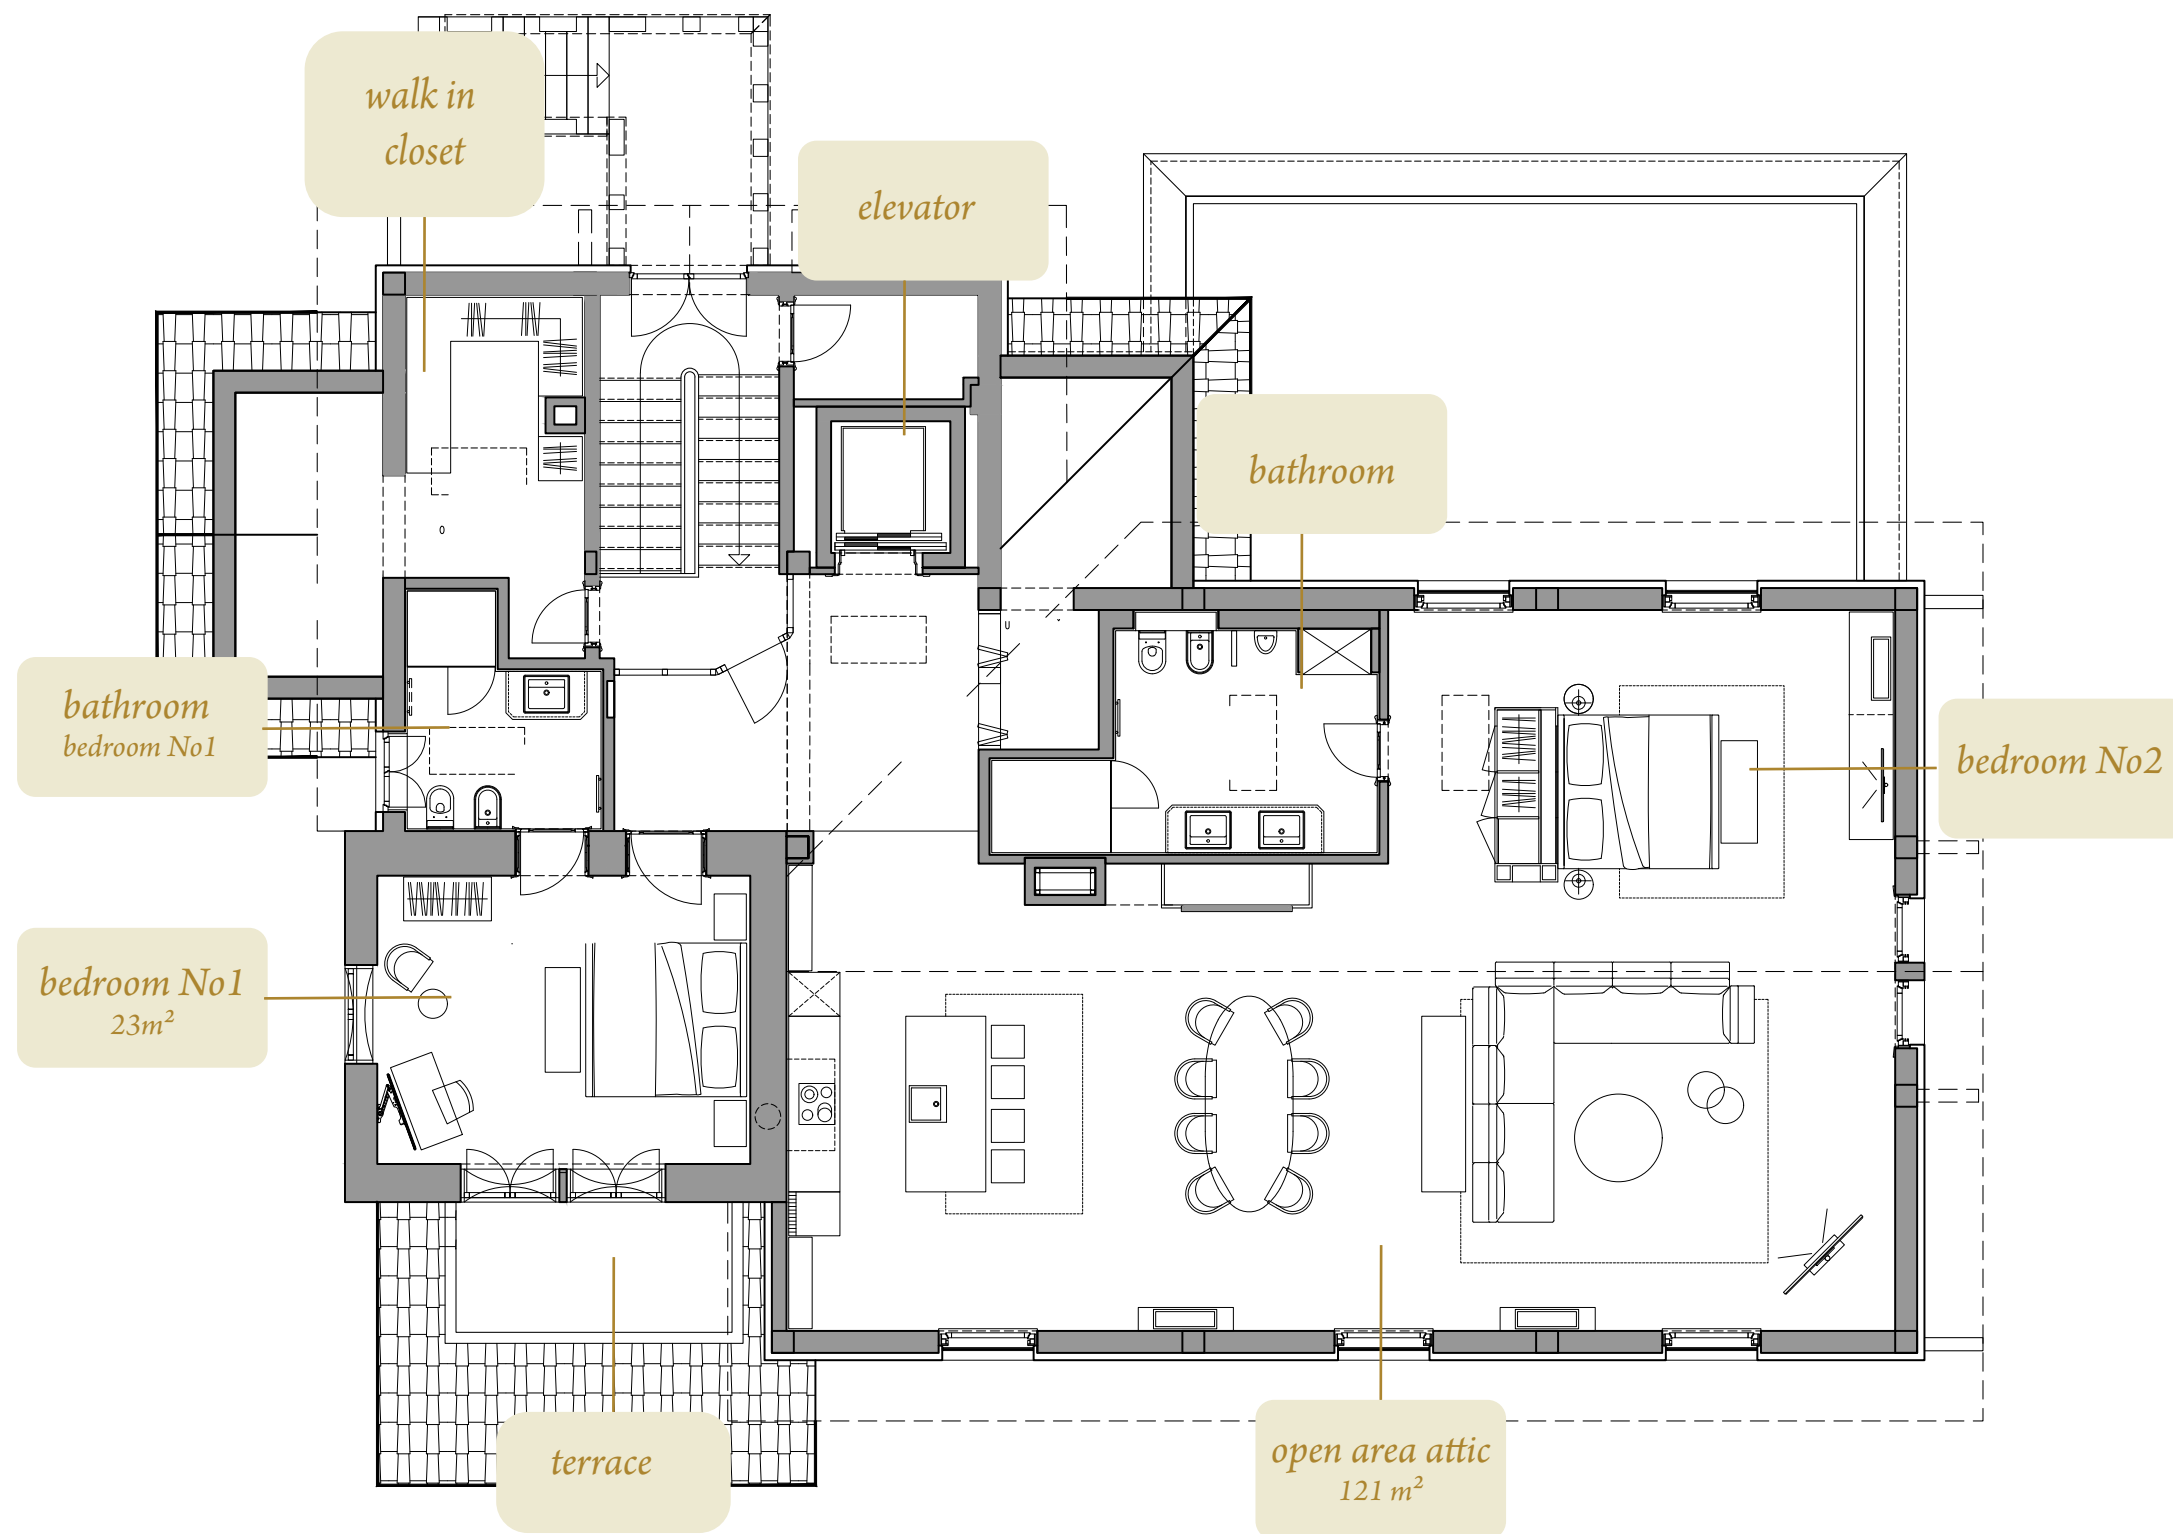 walk in
closet
elevator
bathroom
bathroom
bedroom No1
bedroom No2
bedroom No1
23m²
terrace
open area attic
121 m²